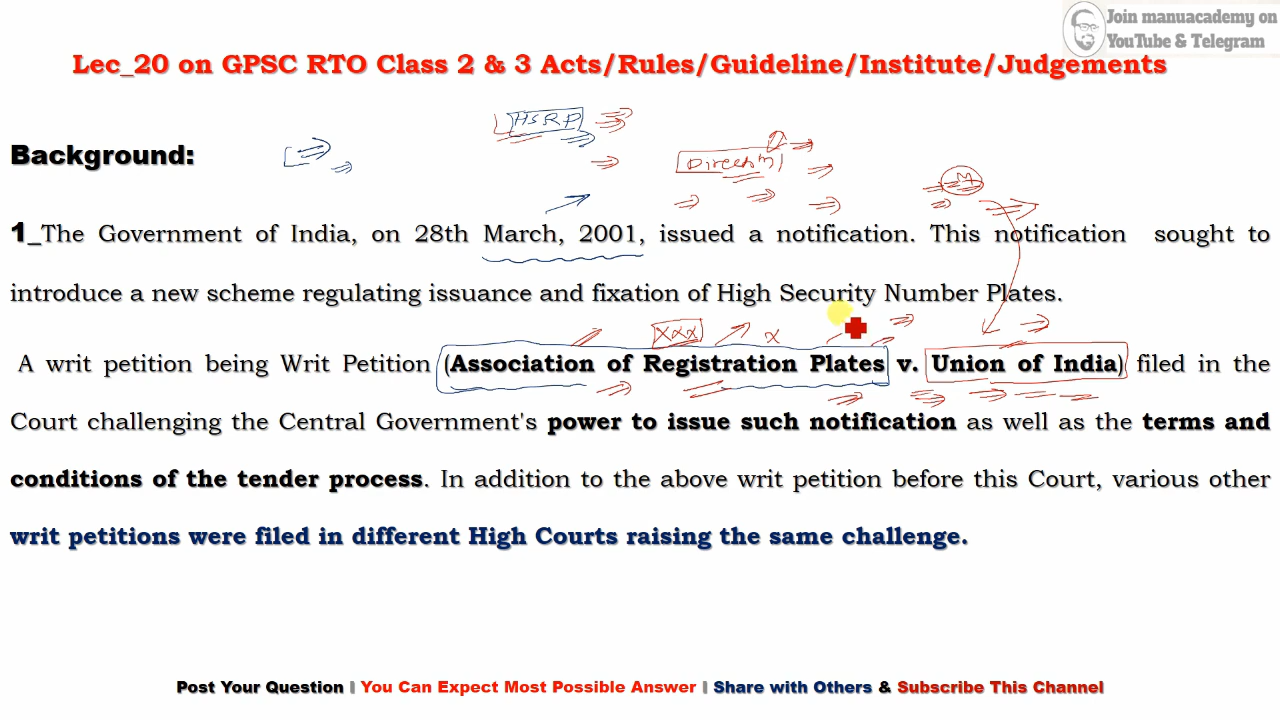 Join manuacademy on
YouTube & Telegram
Lec_20 on GPSC RTO Class 2 & 3 Acts/Rules/Guideline/Institute/Judgements
HSRP
Background:
1_The Government of India, on 28th March, 2001, issued a notification. This notification sought to
introduce a new scheme regulating issuance and fixation of High Security Number Plates.
xxx x
A writ petition being Writ Petition (Association of Registration Plates v. Union of India) filed in the
Court challenging the Central Government's power to issue such notification as well as the terms and
conditions of the tender process. In addition to the above writ petition before this Court, various other
writ petitions were filed in different High Courts raising the same challenge.
Post Your Question | You Can Expect Most Possible Answer | Share with Others & Subscribe This Channel